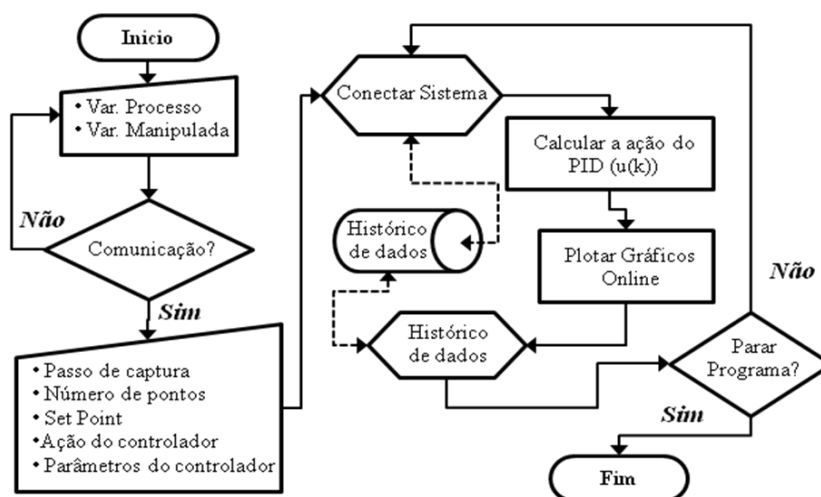 Inicio
• Var. Processo
• Var. Manipulada
Não
Comunicação?
Sim
• Passo de captura
• Número de pontos
• Set Point
• Ação do controlador
• Parâmetros do controlador
Conectar Sistema
Calcular a ação do
PID (u(k))
Plotar Gráficos
Online
Histórico
de dados
Histórico
de dados
Não
Parar
Programa?
Sim
Fim